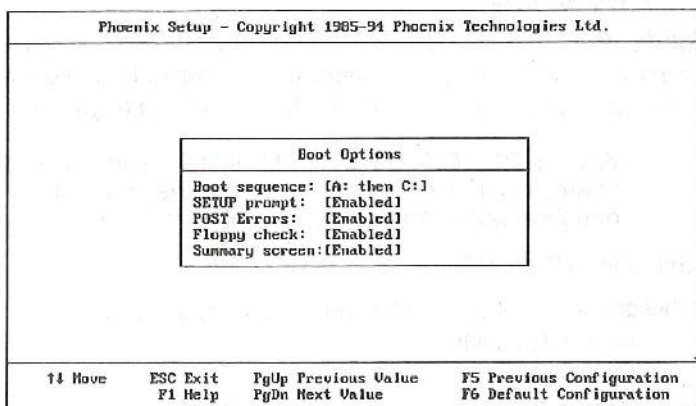 Phoenix Setup - Copyright 1985-94 Phoenix Technologies Ltd.
Boot Options
Boot sequence: [A: then C:]
SETUP prompt: [Enabled]
POST Errors: [Enabled]
Floppy check: [Enabled]
Summary screen:[Enabled]
↑↓ Move ESC Exit PgUp Previous Value F5 Previous Configuration
F1 Help PgDn Next Value F6 Default Configuration